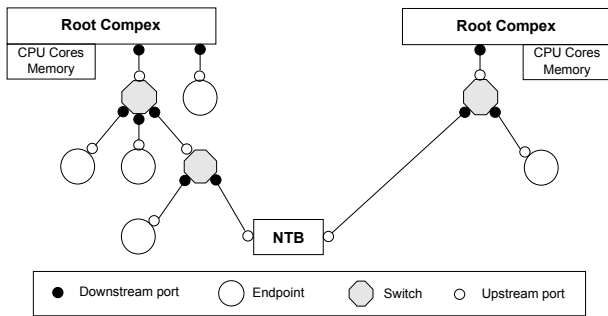 Root Compex
CPU Cores
Memory
Root Compex
CPU Cores
Memory
NTB
Downstream port
Endpoint
Switch
Upstream port